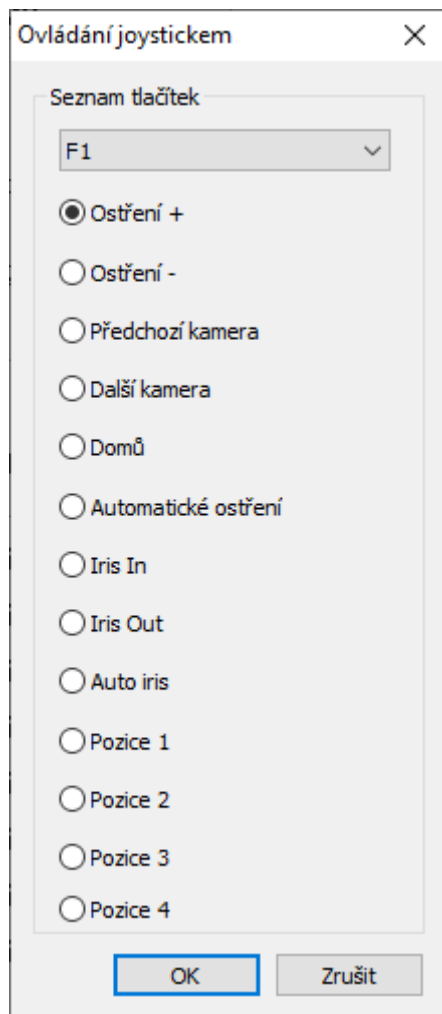 Ovládání joystickem
Seznam tlačítek
F1
Ostření +
Ostření -
Předchozí kamera
Další kamera
Domů
Automatické ostření
Iris In
Iris Out
Auto iris
Pozice 1
Pozice 2
Pozice 3
Pozice 4
OK Zrušit